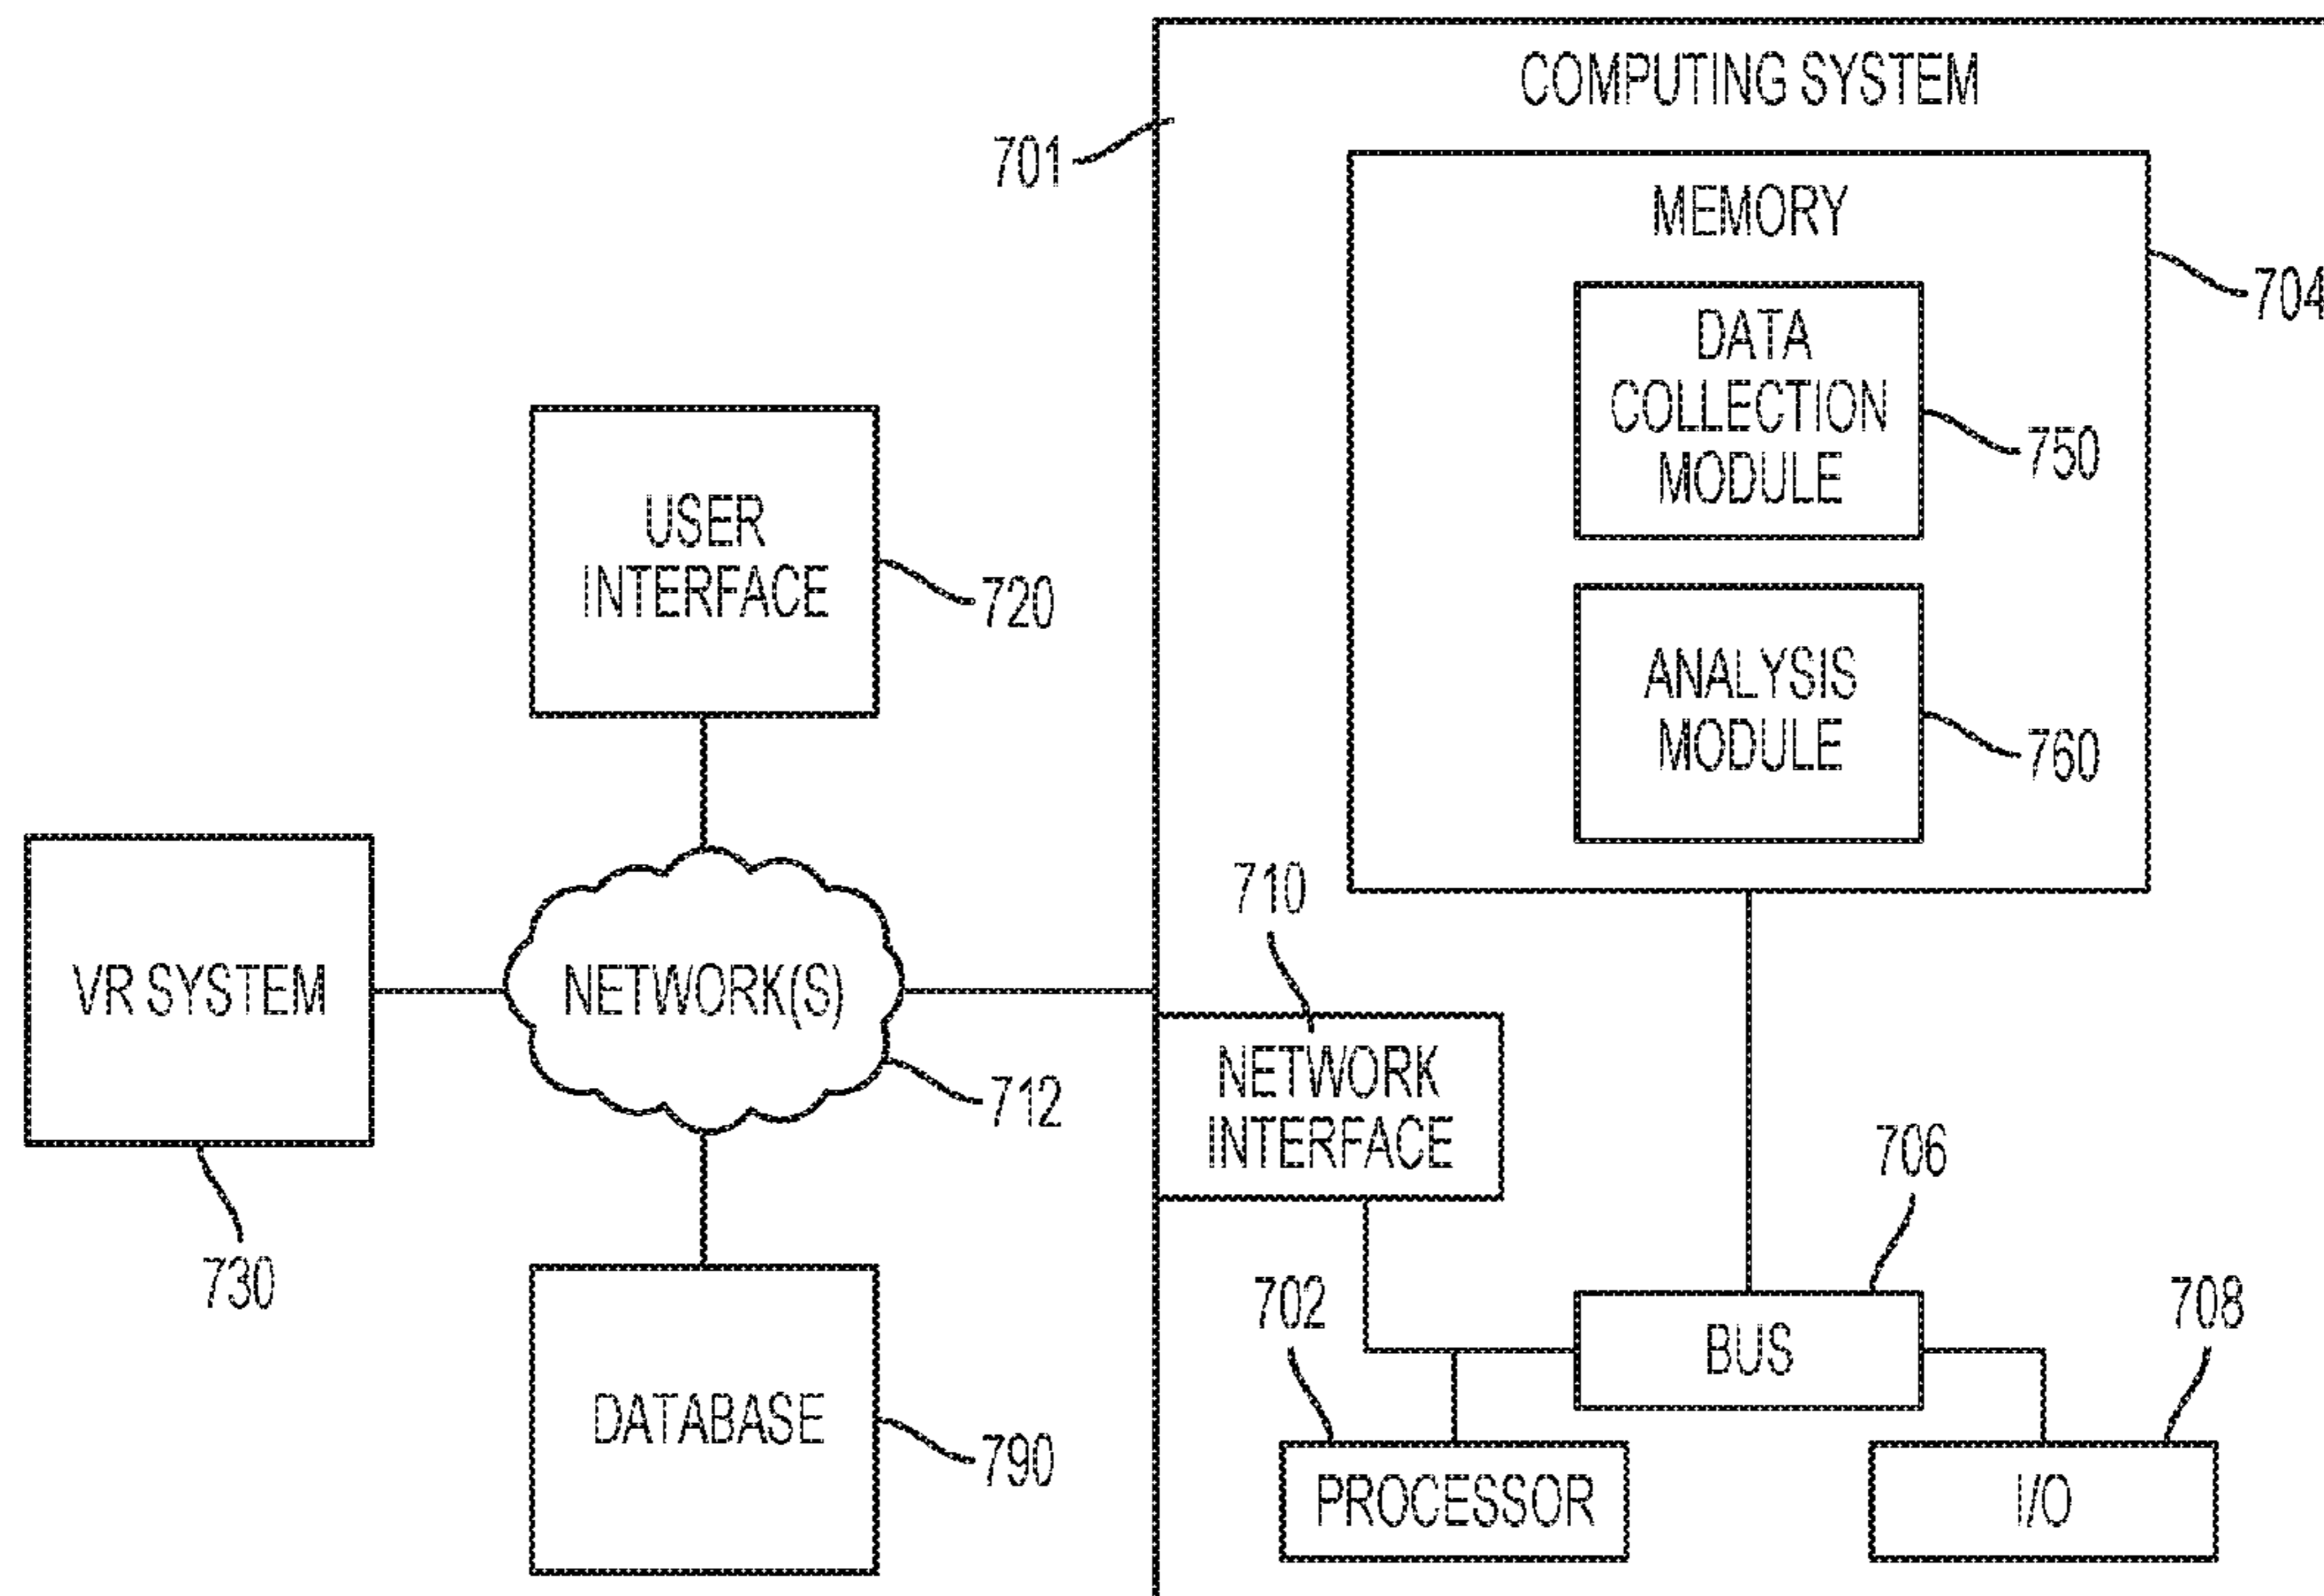 COMPUTING SYSTEM
701
MEMORY
704
DATA
COLLECTION
MODULE
750
USER
INTERFACE
720
ANALYSIS
MODULE
760
710
VR SYSTEM
NETWORK(S)
712
NETWORK
INTERFACE
730
706
702
708
BUS
DATABASE
790
PROCESSOR
I/O